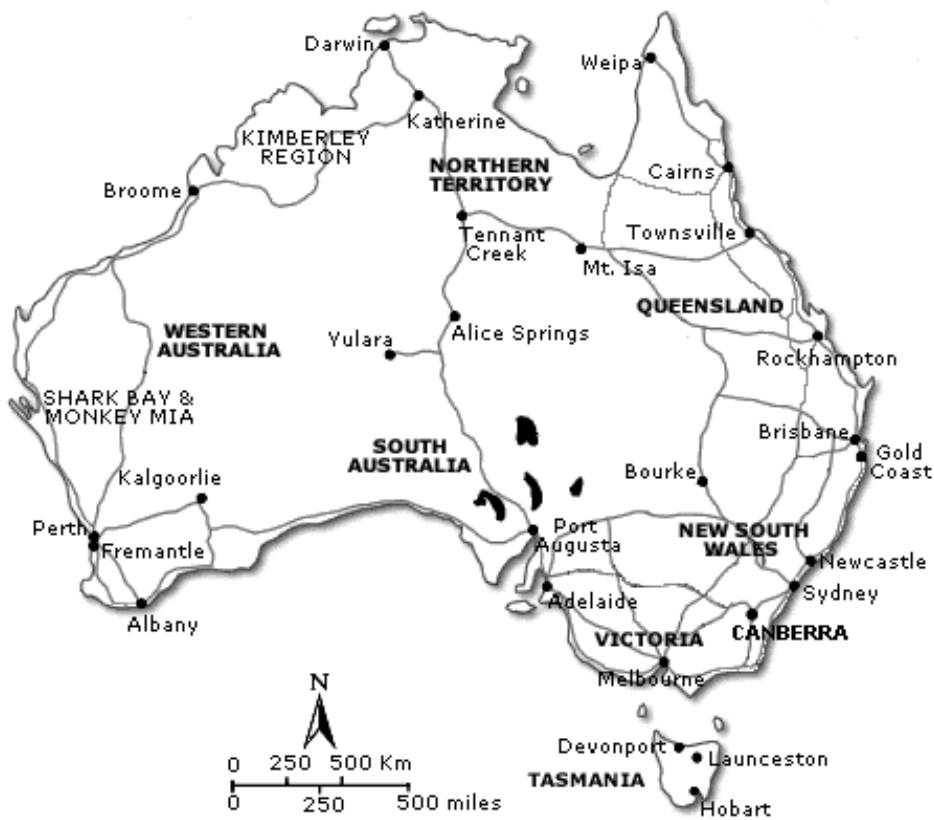 Darwin
Weipa
Katherine
KIMBERLEY
REGION
NORTHERN
TERRITORY
Cairns
Broome
Tennant
Creek
Townsville
Mt. Isa
QUEENSLAND
WESTERN
AUSTRALIA
Yulara
Alice Springs
Rockhampton
SHARK BAY &
MONKEY MIA
SOUTH
AUSTRALIA
Brisbane
Gold
Coast
Kalgoorlie
Bourke
Perth
Fremantle
Port
Augusta
NEW SOUTH
WALES
Newcastle
Sydney
Adelaide
Albany
VICTORIA
CANBERRA
Melbourne
N
Devonport
Launceston
TASMANIA
Hobart
0 250 500 Km
0 250 500 miles